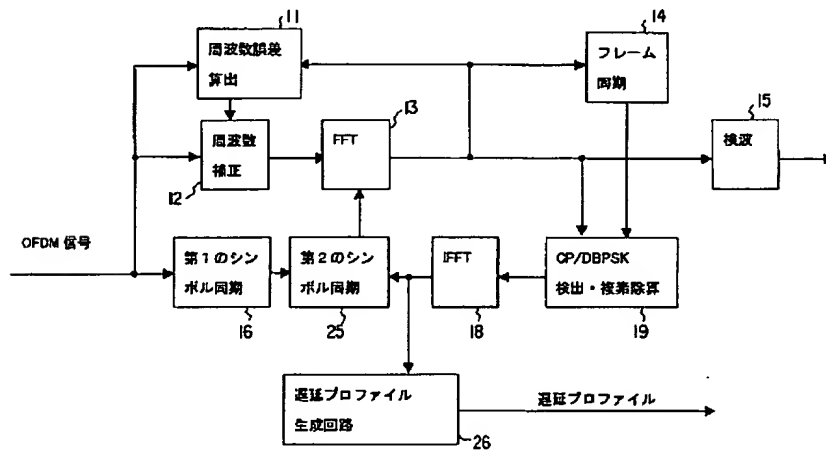 11
周波数誤差
算出
14
フレーム
同期
13
FFT
15
検波
周波数
補正
12
OFDM 信号
第1のシン
ボル同期
16
第2のシン
ボル同期
25
IFFT
18
CP/DBPSK
検出・複素除算
19
遅延プロファイル
生成回路
26
遅延プロファイル